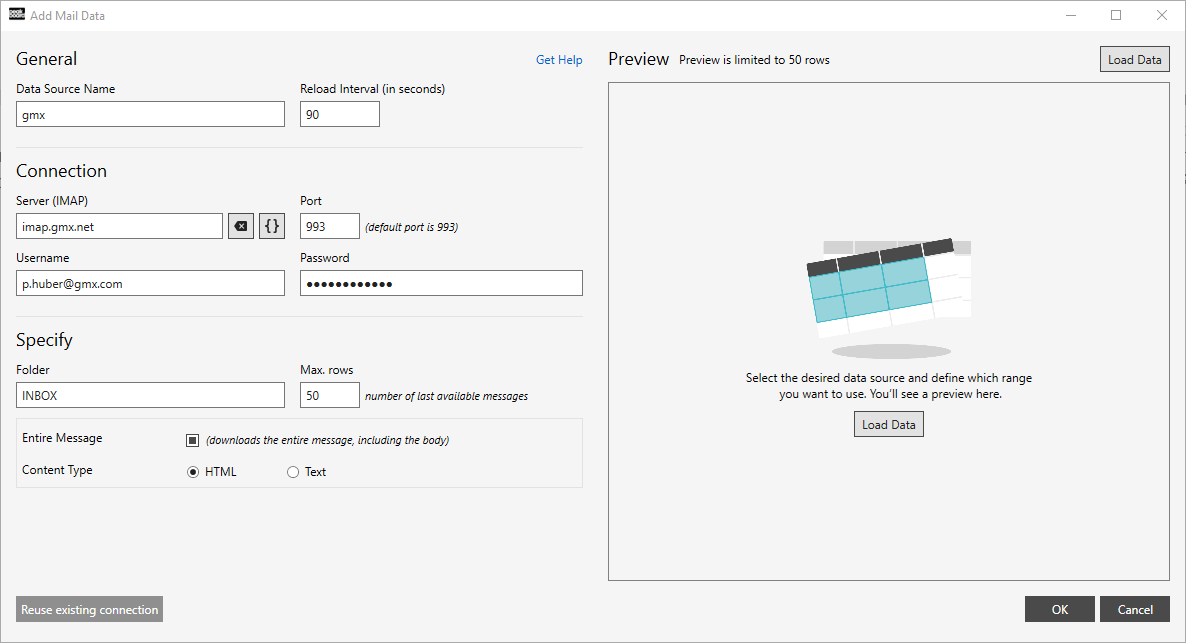 peak board Add Mail Data
General
Get Help
Data Source Name
Reload Interval (in seconds)
gmx
90
Connection
Server (IMAP)
Port
imap.gmx.net
{}
993
(default port is 993)
Username
Password
p.huber@gmx.com
●●●●●●●●●●●●
Specify
Folder
Max. rows
INBOX
50
number of last available messages
Entire Message
(downloads the entire message, including the body)
Content Type
HTML
Text
Reuse existing connection
Preview
Preview is limited to 50 rows
Load Data
Select the desired data source and define which range
you want to use. You'll see a preview here.
Load Data
OK
Cancel